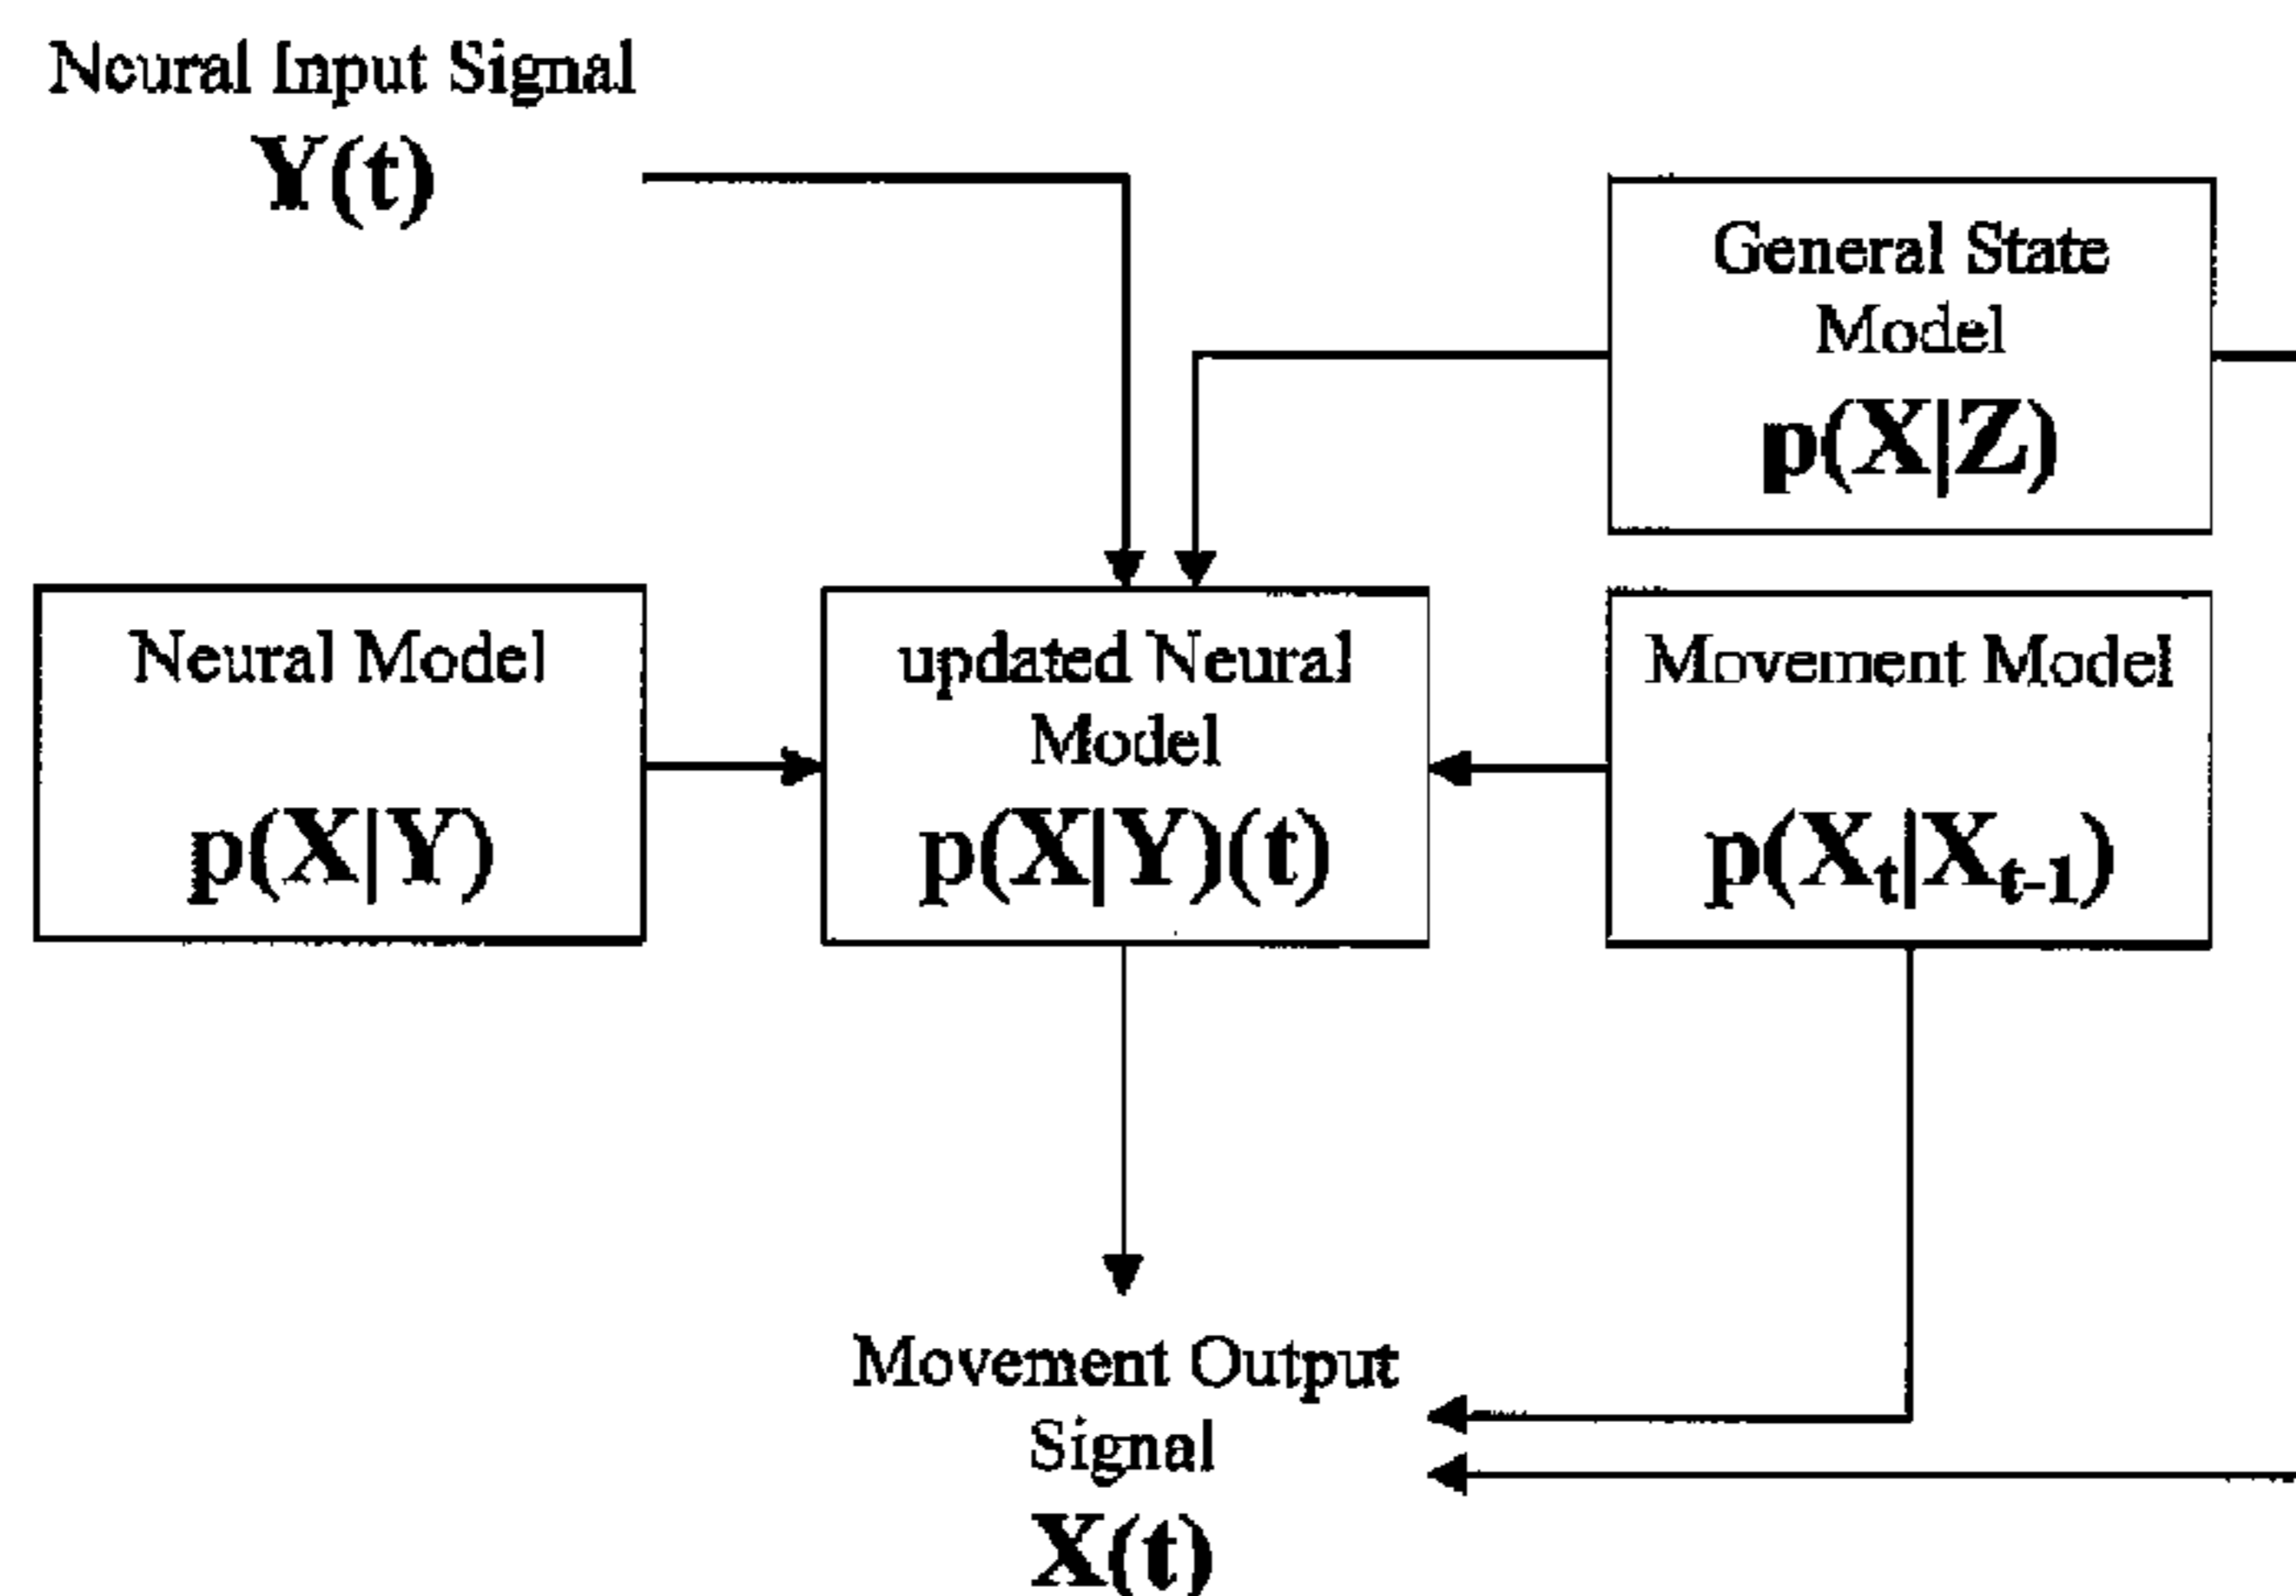 Neural Input Signal
Y(t)
General State
Model
p(X|Z)
Neural Model
p(X|Y)
updated Neural
Model
p(X|Y)(t)
Movement Model
p(Xₜ|Xₜ₋₁)
Movement Output
Signal
X(t)